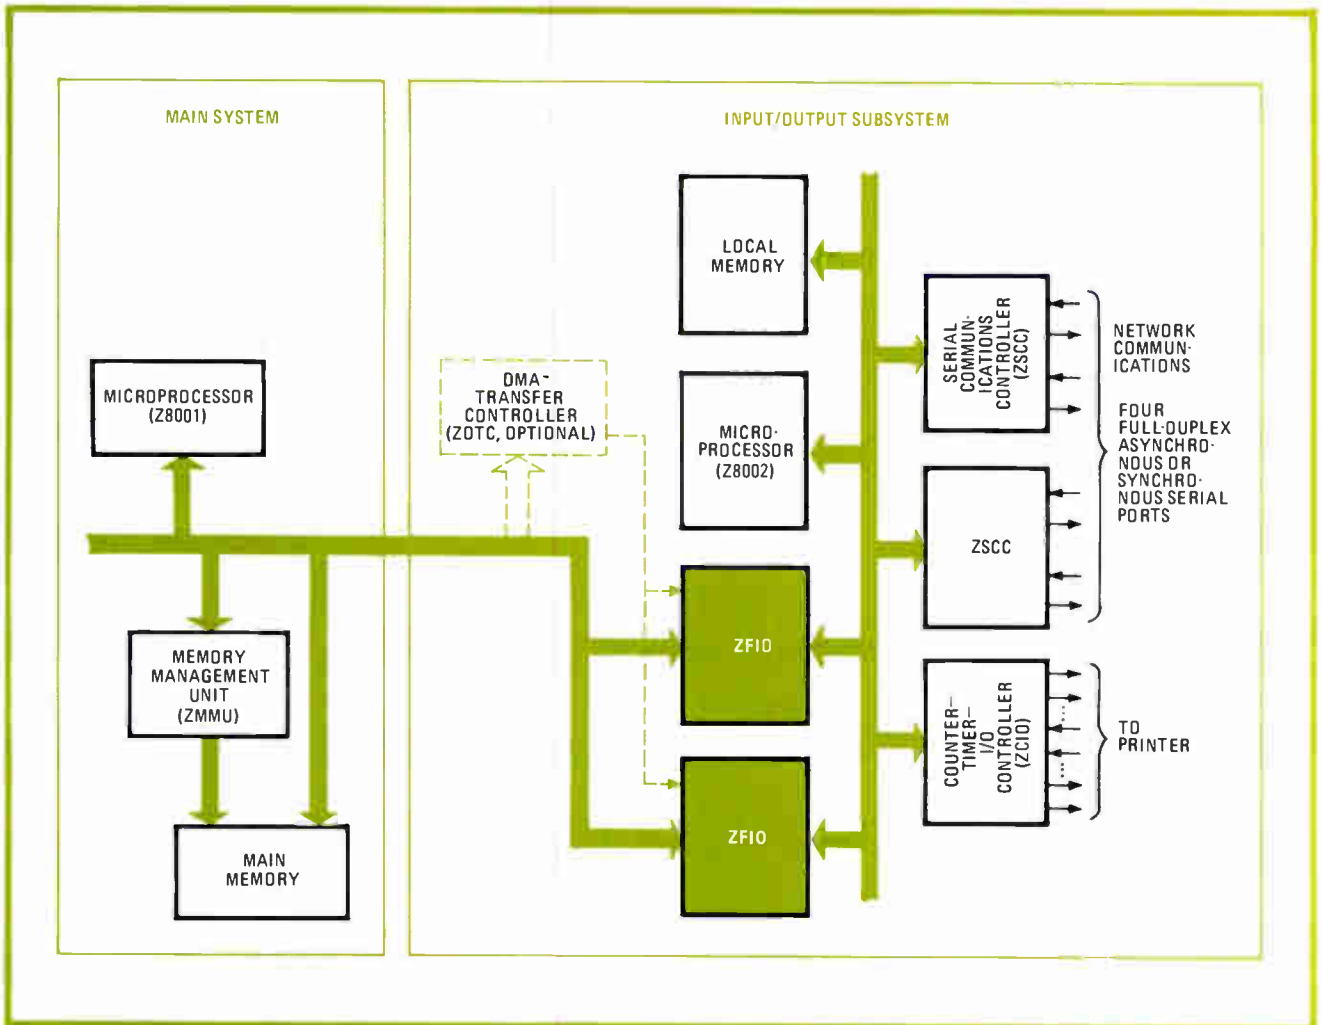 MAIN SYSTEM
INPUT/OUTPUT SUBSYSTEM
MICROPROCESSOR
(Z8001)
MEMORY
MANAGEMENT
UNIT
(ZMMU)
MAIN
MEMORY
DMA-
TRANSFER
CONTROLLER
(ZDTC, OPTIONAL)
LOCAL
MEMORY
MICRO-
PROCESSOR
(Z8002)
ZFIO
ZFIO
SERIAL
COMMUN-
ICATIONS
CONTROLLER
(ZSCC)
ZSCC
COUNTER–
TIMER–
I/O
CONTROLLER
(ZCIO)
NETWORK
COMMUN-
ICATIONS
FOUR
FULL-DUPLEX
ASYNCHRO-
NOUS OR
SYNCHRO-
NOUS SERIAL
PORTS
TO
PRINTER